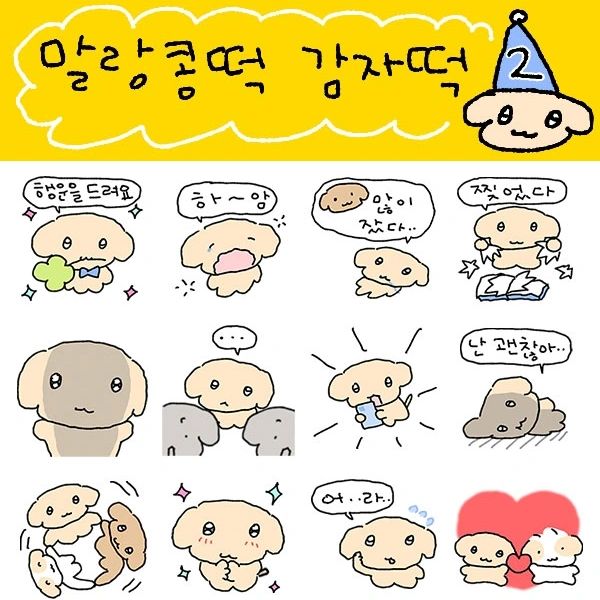 말랑콩떡 감자떡
2
행운을 드려요
하~암
많이
잤다..
찢었다
...
난 괜찮아..
어..라..